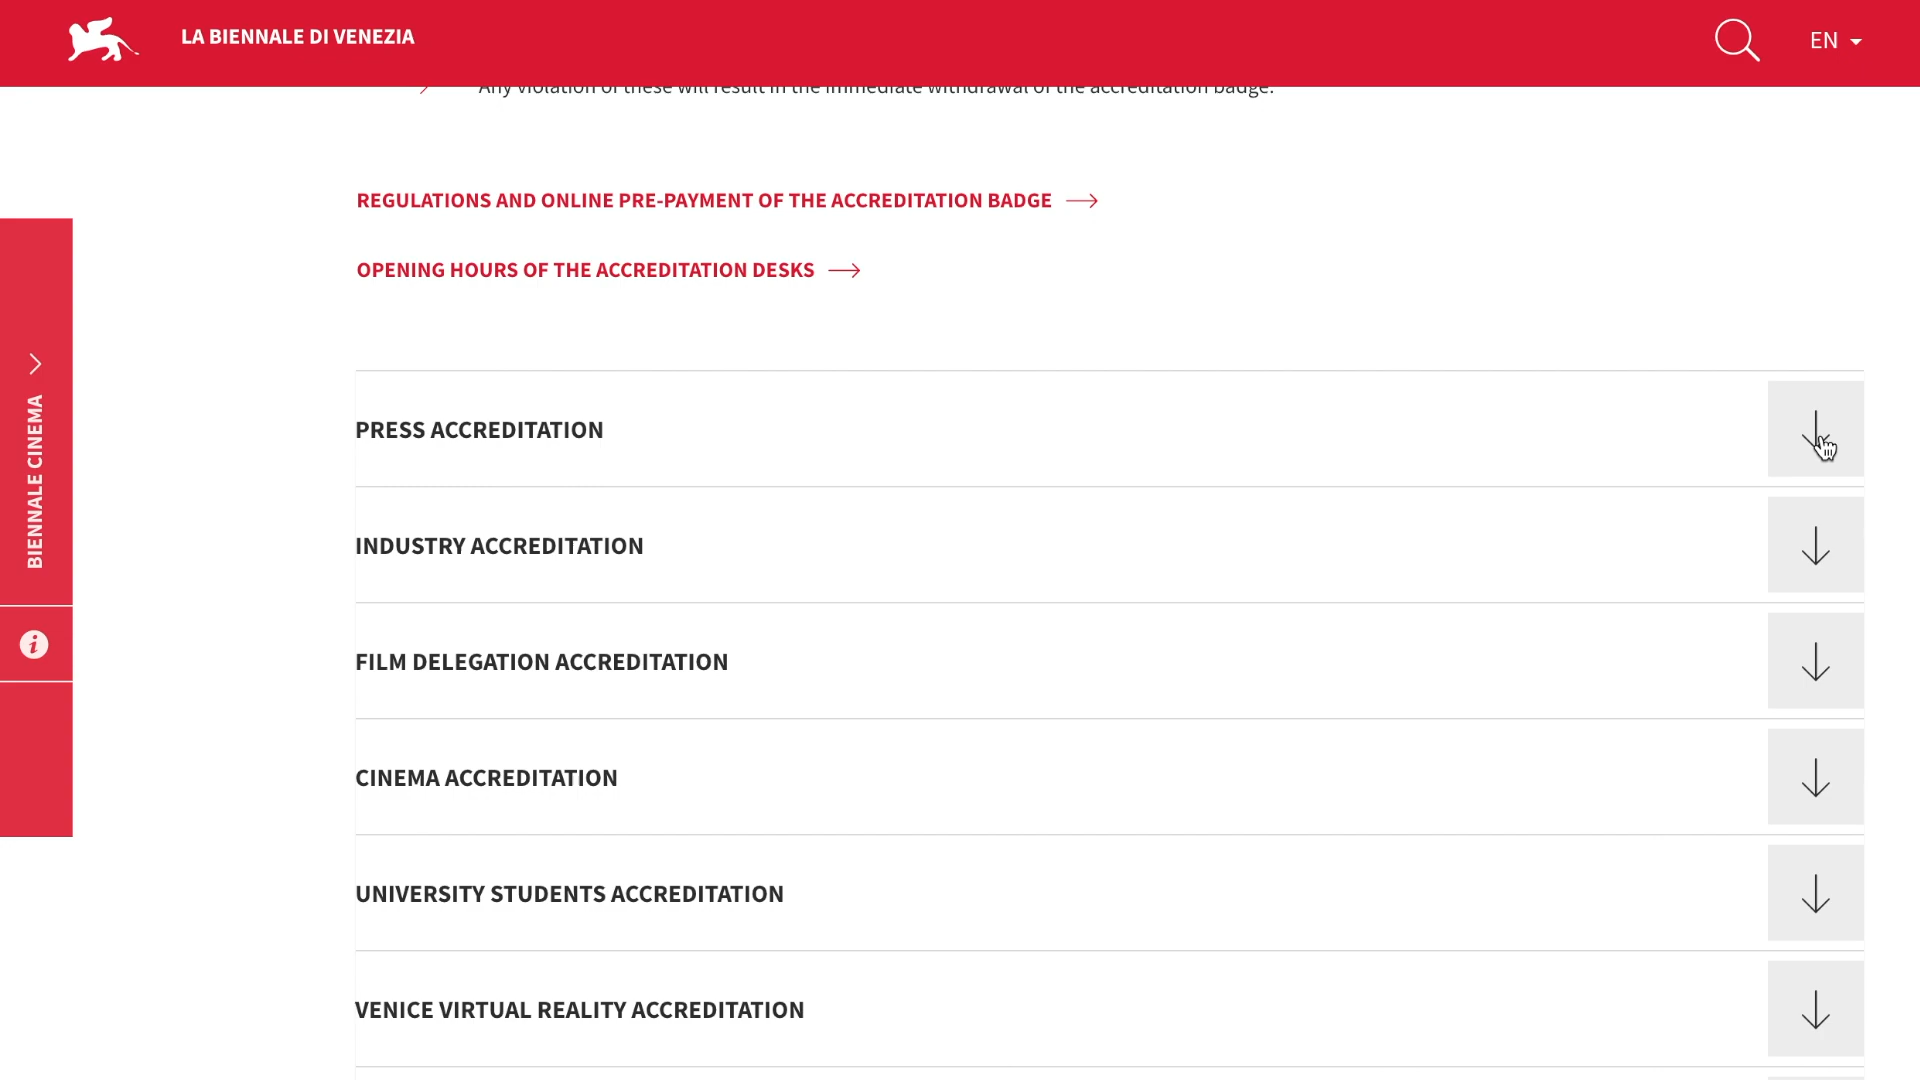 LA BIENNALE DI VENEZIA
EN
Any violation of these will result in the immediate withdrawal of the accreditation badge.
REGULATIONS AND ONLINE PRE-PAYMENT OF THE ACCREDITATION BADGE
OPENING HOURS OF THE ACCREDITATION DESKS
BIENNALE CINEMA
PRESS ACCREDITATION
INDUSTRY ACCREDITATION
FILM DELEGATION ACCREDITATION
CINEMA ACCREDITATION
UNIVERSITY STUDENTS ACCREDITATION
VENICE VIRTUAL REALITY ACCREDITATION